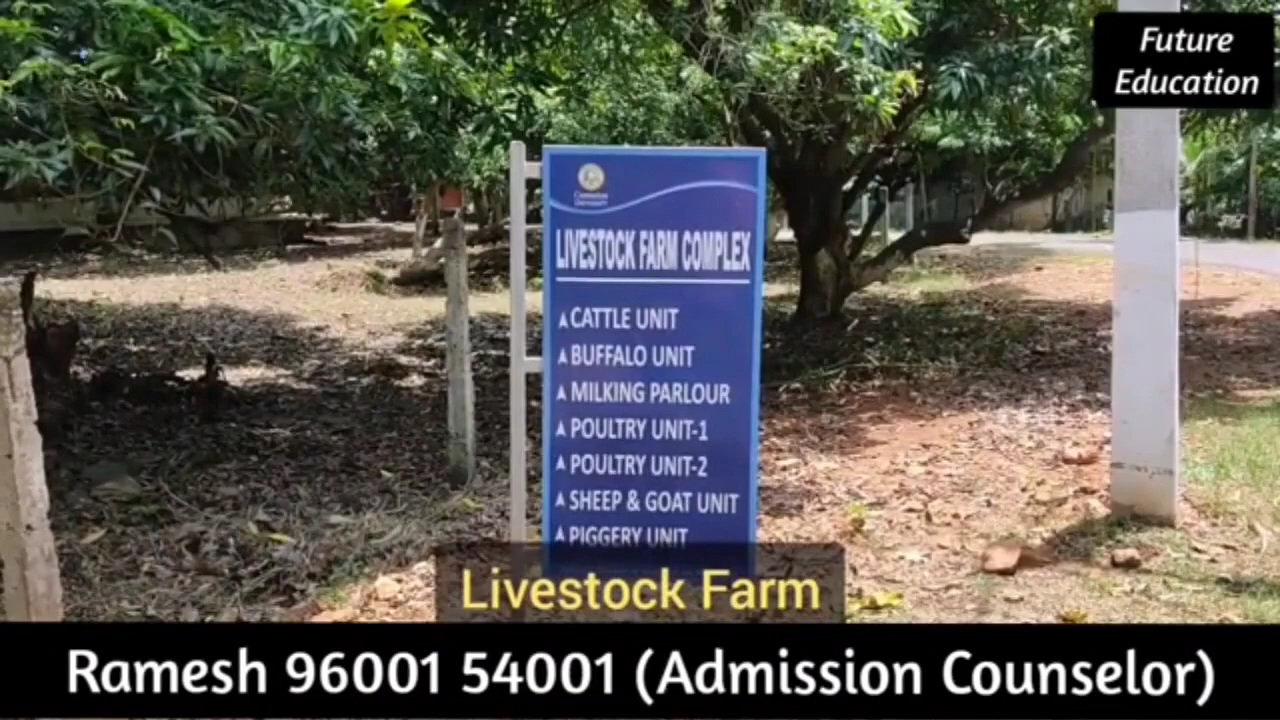 Future
Education
LIVESTOCK FARM COMPLEX
CATTLE UNIT
BUFFALO UNIT
MILKING PARLOUR
POULTRY UNIT-1
POULTRY UNIT-2
SHEEP & GOAT UNIT
PIGGERY UNIT
Livestock Farm
Ramesh 96001 54001 (Admission Counselor)